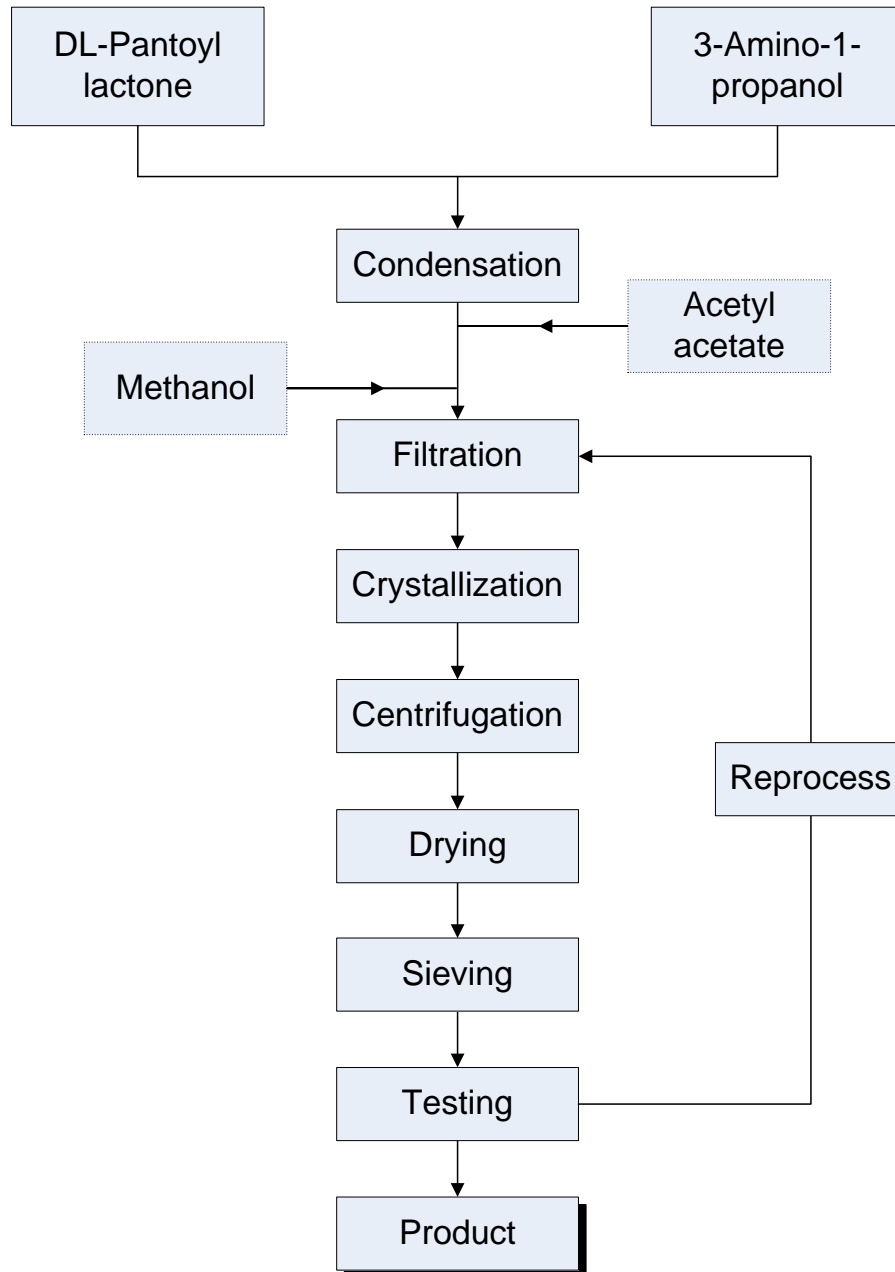 DL-Pantoyl
lactone
3-Amino-1-
propanol
Condensation
Acetyl
acetate
Methanol
Filtration
Crystallization
Centrifugation
Reprocess
Drying
Sieving
Testing
Product